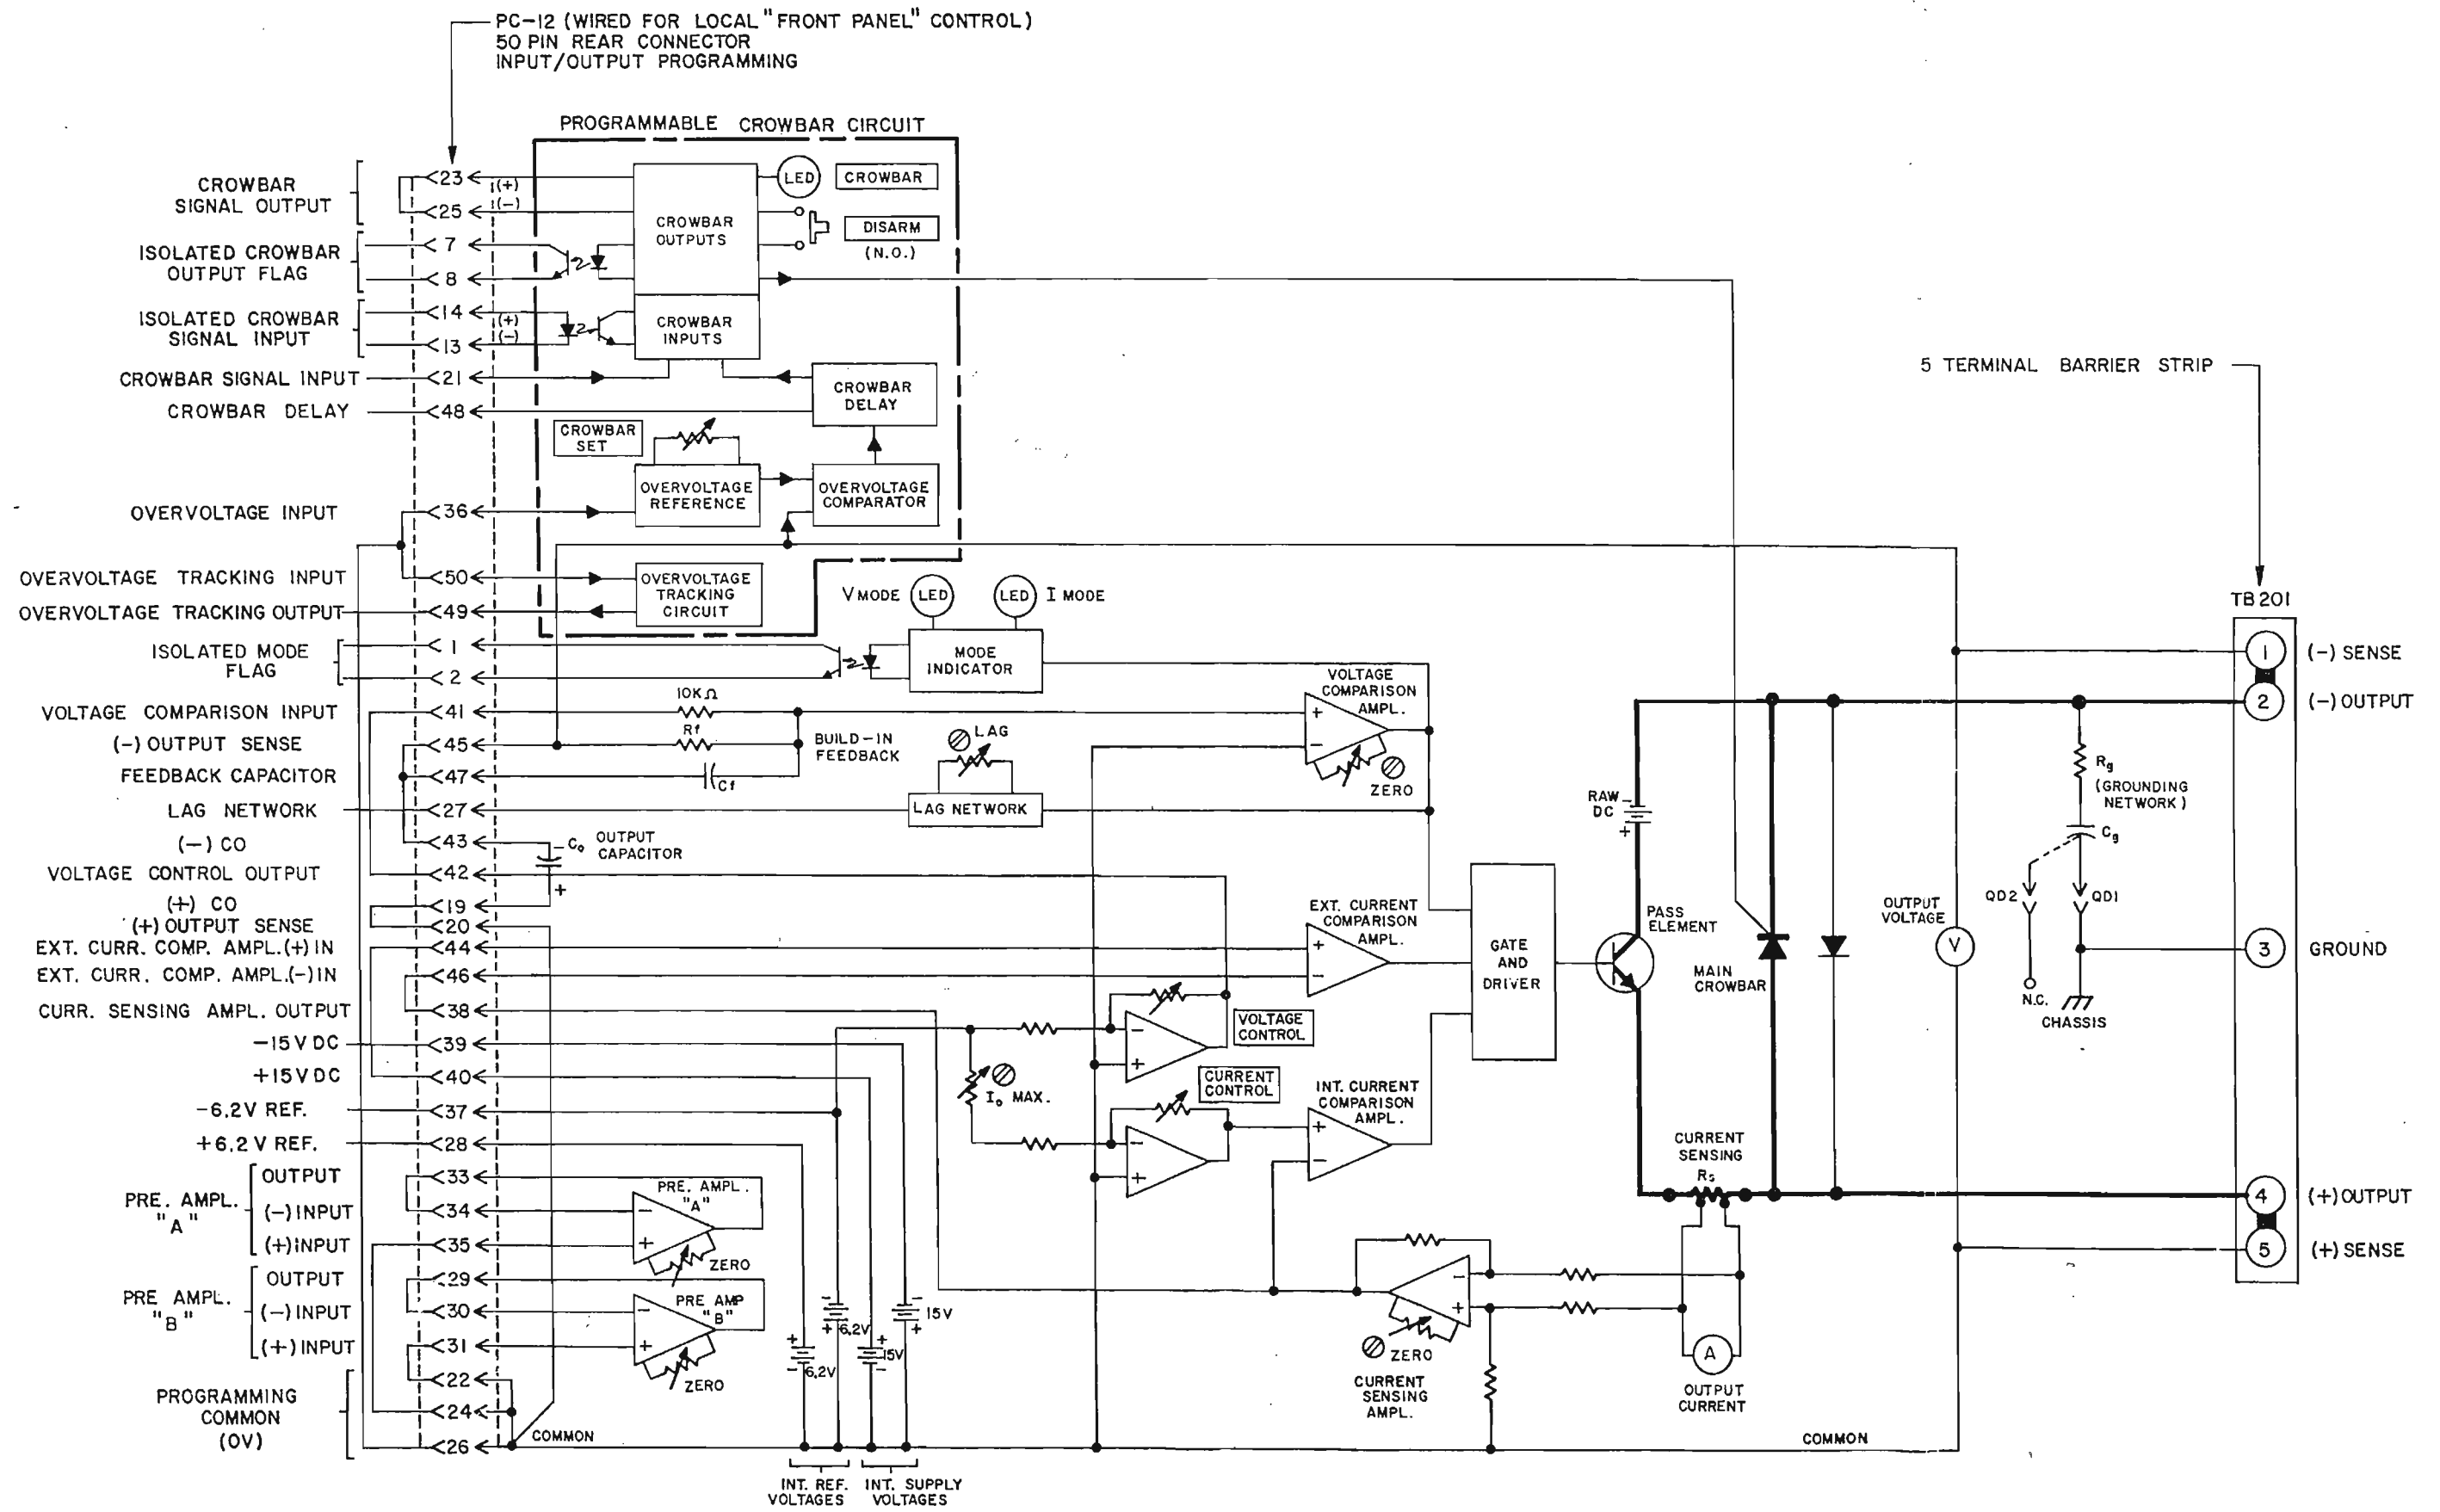 PC-12 (WIRED FOR LOCAL "FRONT PANEL" CONTROL)
50 PIN REAR CONNECTOR
INPUT/OUTPUT PROGRAMMING
PROGRAMMABLE CROWBAR CIRCUIT
CROWBAR
SIGNAL OUTPUT
23
(+)
25
(-)
CROWBAR
OUTPUTS
LED
CROWBAR
DISARM
(N.O.)
ISOLATED CROWBAR
OUTPUT FLAG
7
8
ISOLATED CROWBAR
SIGNAL INPUT
14
(+)
13
(-)
CROWBAR
INPUTS
CROWBAR SIGNAL INPUT
21
CROWBAR DELAY
48
CROWBAR
DELAY
CROWBAR
SET
OVERVOLTAGE
REFERENCE
OVERVOLTAGE
COMPARATOR
OVERVOLTAGE INPUT
36
OVERVOLTAGE TRACKING INPUT
50
OVERVOLTAGE TRACKING OUTPUT
49
OVERVOLTAGE
TRACKING
CIRCUIT
V MODE
LED
LED
I MODE
ISOLATED MODE
FLAG
1
2
MODE
INDICATOR
5 TERMINAL BARRIER STRIP
TB 201
1
(-) SENSE
2
(-) OUTPUT
3
GROUND
4
(+) OUTPUT
5
(+) SENSE
VOLTAGE COMPARISON INPUT
41
10KΩ
(-) OUTPUT SENSE
45
Rf
BUILD-IN
FEEDBACK
FEEDBACK CAPACITOR
47
Cf
LAG
LAG NETWORK
27
LAG NETWORK
VOLTAGE
COMPARISON
AMPL.
+
-
ZERO
(-) CO
43
- Co OUTPUT
CAPACITOR
+
VOLTAGE CONTROL OUTPUT
42
(+) CO
19
(+) OUTPUT SENSE
20
EXT. CURR. COMP. AMPL.(+) IN
44
EXT. CURR. COMP. AMPL.(-) IN
46
CURR. SENSING AMPL. OUTPUT
38
-15V DC
39
+15V DC
40
-6.2V REF.
37
+6.2 V REF.
28
EXT. CURRENT
COMPARISON
AMPL.
+
-
VOLTAGE
CONTROL
-
+
Io MAX.
CURRENT
CONTROL
-
+
INT. CURRENT
COMPARISON
AMPL.
+
-
GATE
AND
DRIVER
RAW
DC
-
+
PASS
ELEMENT
MAIN
CROWBAR
OUTPUT
VOLTAGE
V
Rg
(GROUNDING
NETWORK)
Cg
QD2
QD1
N.C.
CHASSIS
CURRENT
SENSING
Rs
PRE. AMPL.
"A"
OUTPUT
33
(-) INPUT
34
(+) INPUT
35
PRE. AMPL.
"A"
-
+
ZERO
PRE AMPL.
"B"
OUTPUT
29
(-) INPUT
30
(+) INPUT
31
PRE AMP
"B"
-
+
ZERO
PROGRAMMING
COMMON
(OV)
22
24
26
COMMON
+
-
6.2V
-
+
6.2V
+
-
15V
-
+
15V
INT. REF.
VOLTAGES
INT. SUPPLY
VOLTAGES
-
+
ZERO
CURRENT
SENSING
AMPL.
A
OUTPUT
CURRENT
COMMON